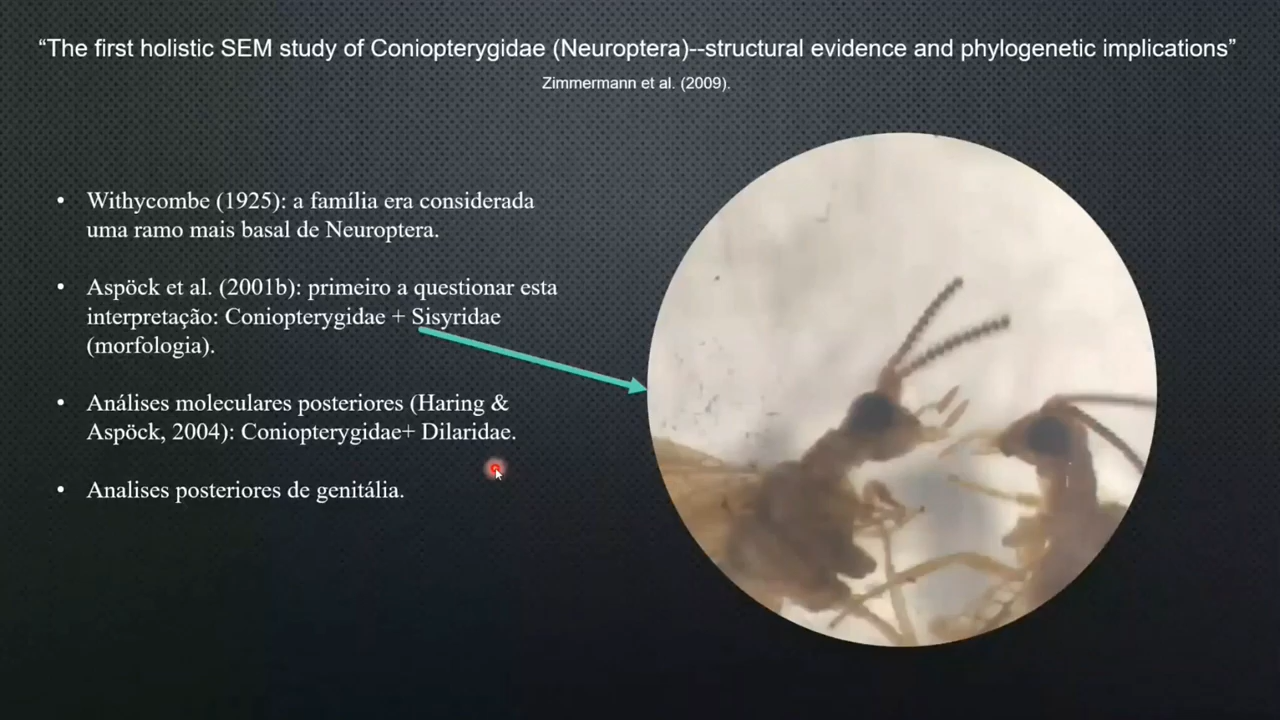 “The first holistic SEM study of Coniopterygidae (Neuroptera)--structural evidence and phylogenetic implications”
Zimmermann et al. (2009).
• Withycombe (1925): a família era considerada
uma ramo mais basal de Neuroptera.
• Aspöck et al. (2001b): primeiro a questionar esta
interpretação: Coniopterygidae + Sisyridae
(morfologia).
• Análises moleculares posteriores (Haring &
Aspöck, 2004): Coniopterygidae+ Dilaridae.
• Analises posteriores de genitália.